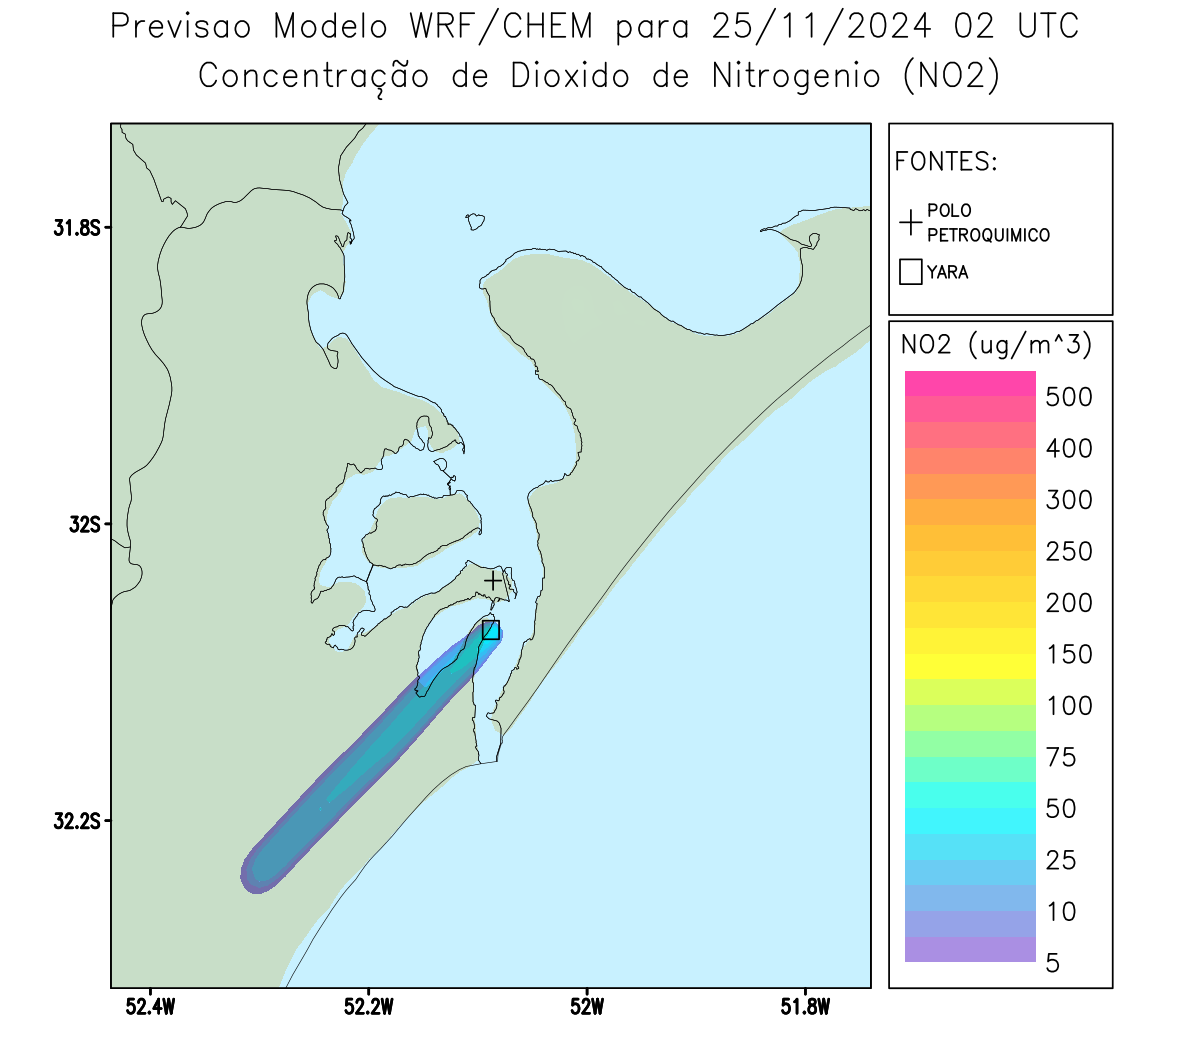 Previsao Modelo WRF/CHEM para 25/11/2024 02 UTC
Concentração de Dioxido de Nitrogenio (NO2)
FONTES:
POLO
PETROQUIMICO
YARA
NO2 (ug/m^3)
500
400
300
250
200
150
100
75
50
25
10
5
31.8S
32S
32.2S
52.4W
52.2W
52W
51.8W